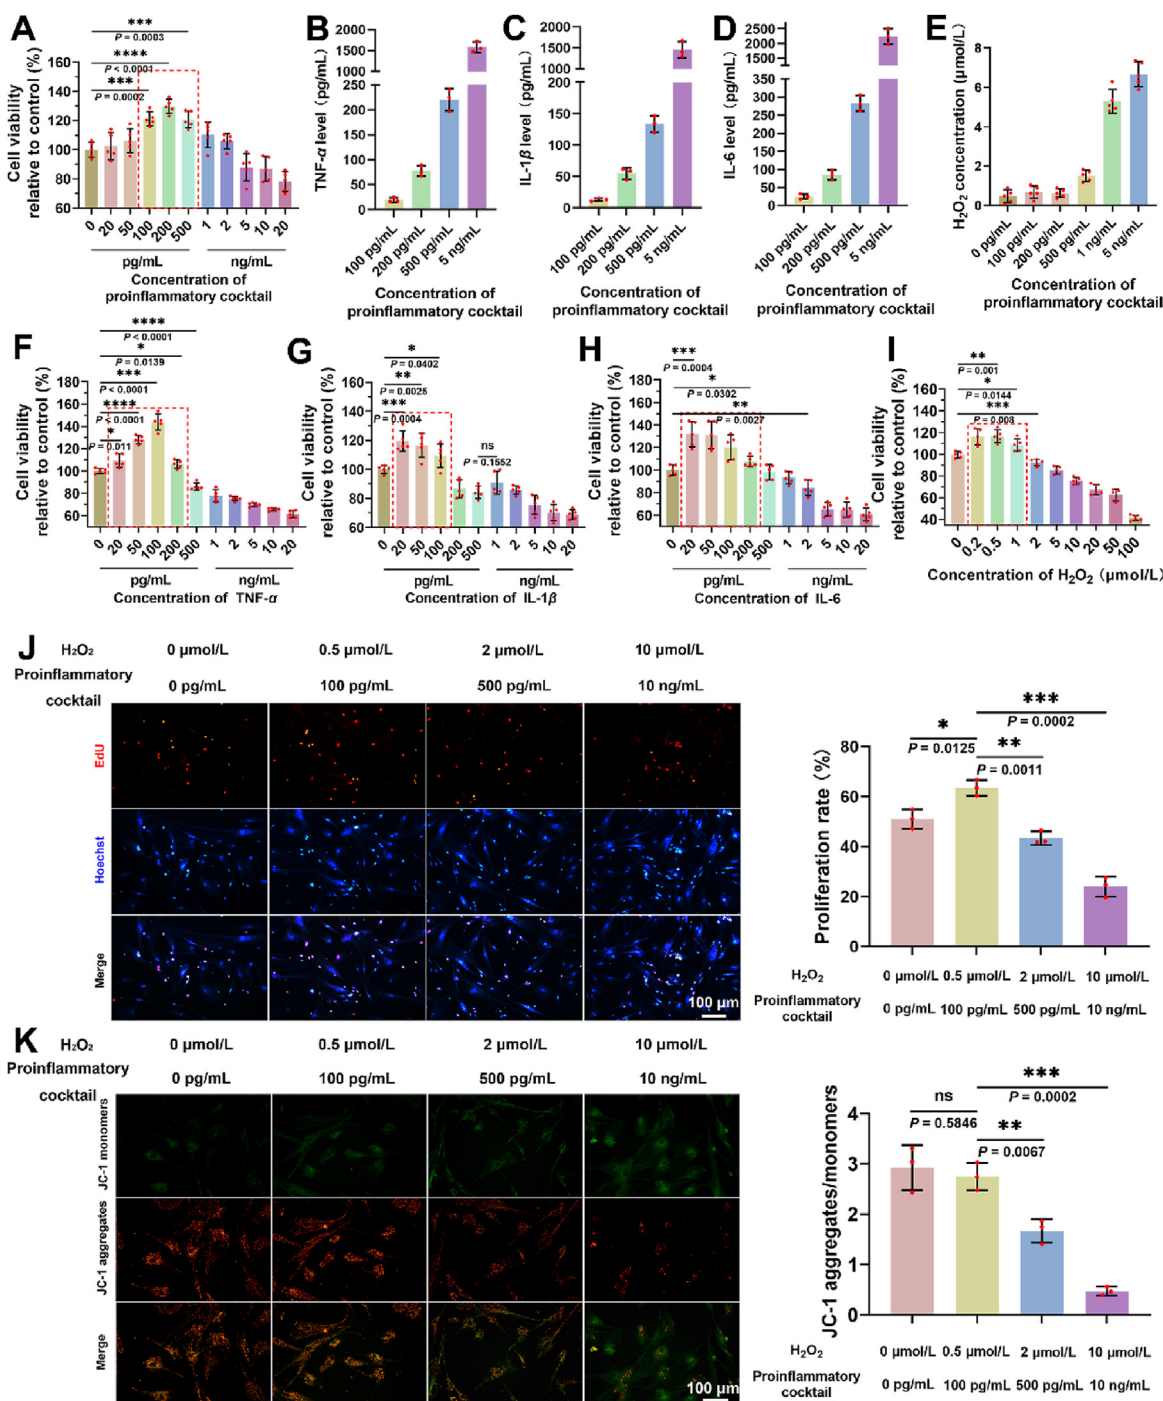 A
Cell viability
relative to control (%)
***
P = 0.0003
****
P < 0.0001
***
P = 0.0002
160
140
120
100
80
60
0 20 50 100 200 500 1 2 5 10 20
pg/mL ng/mL
Concentration of
proinflammatory cocktail
B
TNF-α level (pg/mL)
2000
1500
1000
250
200
150
100
50
0
100 pg/mL 200 pg/mL 500 pg/mL 5 ng/mL
Concentration of
proinflammatory cocktail
C
IL-1β level (pg/mL)
2000
1500
1000
200
150
100
50
0
100 pg/mL 200 pg/mL 500 pg/mL 5 ng/mL
Concentration of
proinflammatory cocktail
D
IL-6 level (pg/mL)
2500
2000
1500
1000
500
350
300
250
200
150
100
50
0
100 pg/mL 200 pg/mL 500 pg/mL 5 ng/mL
Concentration of
proinflammatory cocktail
E
H₂O₂ concentration (μmol/L)
8
6
4
2
0
0 pg/mL 100 pg/mL 200 pg/mL 500 pg/mL 1 ng/mL 5 ng/mL
Concentration of
proinflammatory cocktail
F
Cell viability
relative to control (%)
****
P < 0.0001
*
P = 0.0139
***
P < 0.0001
****
P < 0.0001
*
P = 0.011
180
160
140
120
100
80
60
0 20 50 100 200 500 1 2 5 10 20
pg/mL ng/mL
Concentration of TNF-α
G
Cell viability
relative to control (%)
*
P = 0.0402
**
P = 0.0025
***
P = 0.0004
ns
P = 0.1552
160
140
120
100
80
60
0 20 50 100 200 500 1 2 5 10 20
pg/mL ng/mL
Concentration of IL-1β
H
Cell viability
relative to control (%)
***
P = 0.0004
*
P = 0.0302
**
P = 0.0027
180
160
140
120
100
80
60
0 20 50 100 200 500 1 2 5 10 20
pg/mL ng/mL
Concentration of IL-6
I
Cell viability
relative to control (%)
**
P = 0.001
*
P = 0.0144
***
P = 0.008
140
120
100
80
60
40
0 0.2 0.5 1 2 5 10 20 50 100
Concentration of H₂O₂ (μmol/L)
J
H₂O₂ 0 μmol/L 0.5 μmol/L 2 μmol/L 10 μmol/L
Proinflammatory
cocktail 0 pg/mL 100 pg/mL 500 pg/mL 10 ng/mL
EdU
Hoechst
Merge
100 μm
Proliferation rate (%)
***
P = 0.0002
*
P = 0.0125
**
P = 0.0011
80
60
40
20
0
H₂O₂ 0 μmol/L 0.5 μmol/L 2 μmol/L 10 μmol/L
Proinflammatory
cocktail 0 pg/mL 100 pg/mL 500 pg/mL 10 ng/mL
K
H₂O₂ 0 μmol/L 0.5 μmol/L 2 μmol/L 10 μmol/L
Proinflammatory
cocktail 0 pg/mL 100 pg/mL 500 pg/mL 10 ng/mL
JC-1 monomers
JC-1 aggregates
Merge
100 μm
JC-1 aggregates/monomers
***
P = 0.0002
ns
P = 0.5846
**
P = 0.0067
4
3
2
1
0
H₂O₂ 0 μmol/L 0.5 μmol/L 2 μmol/L 10 μmol/L
Proinflammatory
cocktail 0 pg/mL 100 pg/mL 500 pg/mL 10 ng/mL